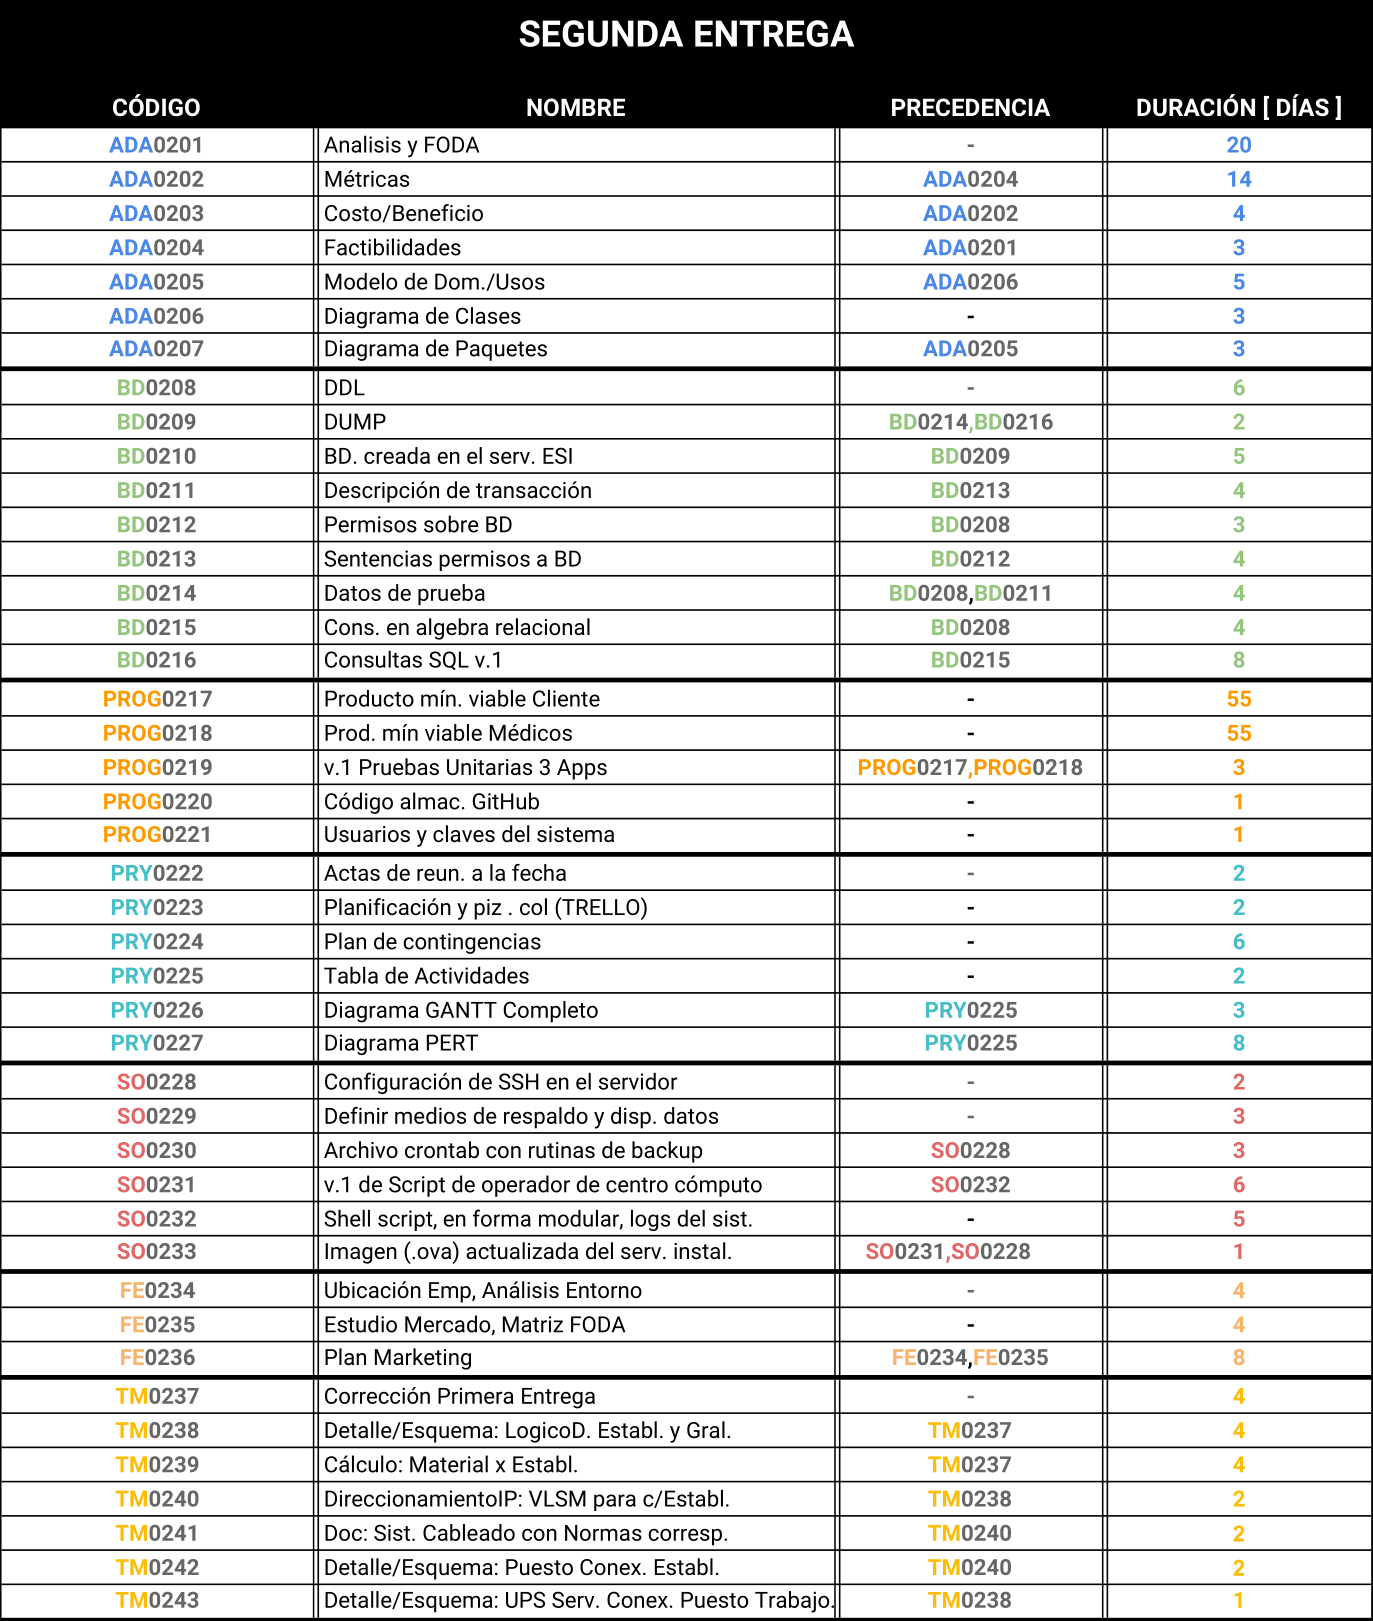 SEGUNDA ENTREGA
CÓDIGO NOMBRE PRECEDENCIA DURACIÓN [ DÍAS ]
ADA0201 Analisis y FODA - 20
ADA0202 Métricas ADA0204 14
ADA0203 Costo/Beneficio ADA0202 4
ADA0204 Factibilidades ADA0201 3
ADA0205 Modelo de Dom./Usos ADA0206 5
ADA0206 Diagrama de Clases - 3
ADA0207 Diagrama de Paquetes ADA0205 3
BD0208 DDL - 6
BD0209 DUMP BD0214,BD0216 2
BD0210 BD. creada en el serv. ESI BD0209 5
BD0211 Descripción de transacción BD0213 4
BD0212 Permisos sobre BD BD0208 3
BD0213 Sentencias permisos a BD BD0212 4
BD0214 Datos de prueba BD0208,BD0211 4
BD0215 Cons. en algebra relacional BD0208 4
BD0216 Consultas SQL v.1 BD0215 8
PROG0217 Producto mín. viable Cliente - 55
PROG0218 Prod. mín viable Médicos - 55
PROG0219 v.1 Pruebas Unitarias 3 Apps PROG0217,PROG0218 3
PROG0220 Código almac. GitHub - 1
PROG0221 Usuarios y claves del sistema - 1
PRY0222 Actas de reun. a la fecha - 2
PRY0223 Planificación y piz . col (TRELLO) - 2
PRY0224 Plan de contingencias - 6
PRY0225 Tabla de Actividades - 2
PRY0226 Diagrama GANTT Completo PRY0225 3
PRY0227 Diagrama PERT PRY0225 8
SO0228 Configuración de SSH en el servidor - 2
SO0229 Definir medios de respaldo y disp. datos - 3
SO0230 Archivo crontab con rutinas de backup SO0228 3
SO0231 v.1 de Script de operador de centro cómputo SO0232 6
SO0232 Shell script, en forma modular, logs del sist. - 5
SO0233 Imagen (.ova) actualizada del serv. instal. SO0231,SO0228 1
FE0234 Ubicación Emp, Análisis Entorno - 4
FE0235 Estudio Mercado, Matriz FODA - 4
FE0236 Plan Marketing FE0234,FE0235 8
TM0237 Corrección Primera Entrega - 4
TM0238 Detalle/Esquema: LogicoD. Establ. y Gral. TM0237 4
TM0239 Cálculo: Material x Establ. TM0237 4
TM0240 DireccionamientoIP: VLSM para c/Establ. TM0238 2
TM0241 Doc: Sist. Cableado con Normas corresp. TM0240 2
TM0242 Detalle/Esquema: Puesto Conex. Establ. TM0240 2
TM0243 Detalle/Esquema: UPS Serv. Conex. Puesto Trabajo. TM0238 1